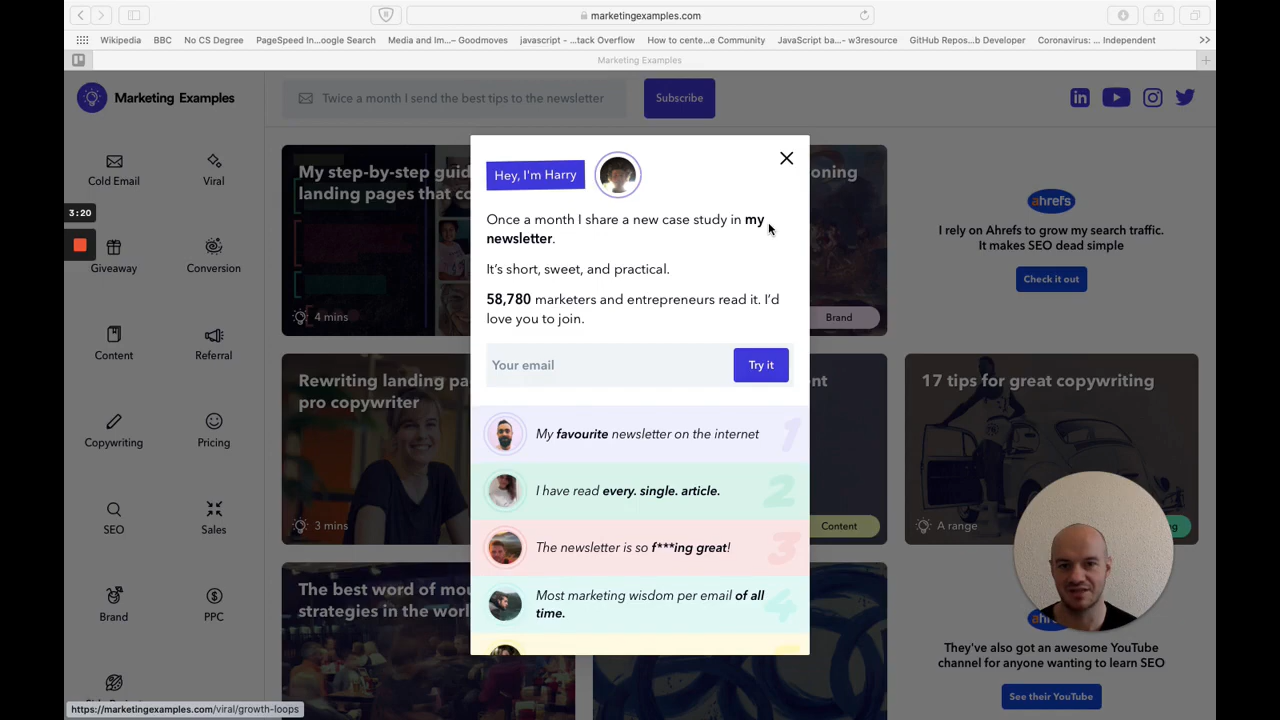 marketingexamples.com
Wikipedia
BBC
No CS Degree
PageSpeed In...oogle Search
Media and Im...– Goodmoves
javascript - ...tack Overflow
How to cente...e Community
JavaScript ba...- w3resource
GitHub Repos...b Developer
Coronavirus: ... Independent
Marketing Examples
Marketing Examples
Twice a month I send the best tips to the newsletter
Subscribe
Cold Email
Viral
3:20
Giveaway
Conversion
Content
Referral
Copywriting
Pricing
SEO
Sales
Brand
PPC
My step-by-step guid
landing pages that co
4 mins
Hey, I'm Harry
Once a month I share a new case study in my
newsletter.
It's short, sweet, and practical.
58,780 marketers and entrepreneurs read it. I'd
love you to join.
Your email
Try it
My favourite newsletter on the internet
1
I have read every. single. article.
2
The newsletter is so f***ing great!
3
Most marketing wisdom per email of all
time.
4
oning
Brand
ahrefs
I rely on Ahrefs to grow my search traffic.
It makes SEO dead simple
Check it out
Rewriting landing pa
pro copywriter
3 mins
ent
Content
17 tips for great copywriting
A range
The best word of mou
strategies in the worl
They've also got an awesome YouTube
channel for anyone wanting to learn SEO
See their YouTube
https://marketingexamples.com/viral/growth-loops